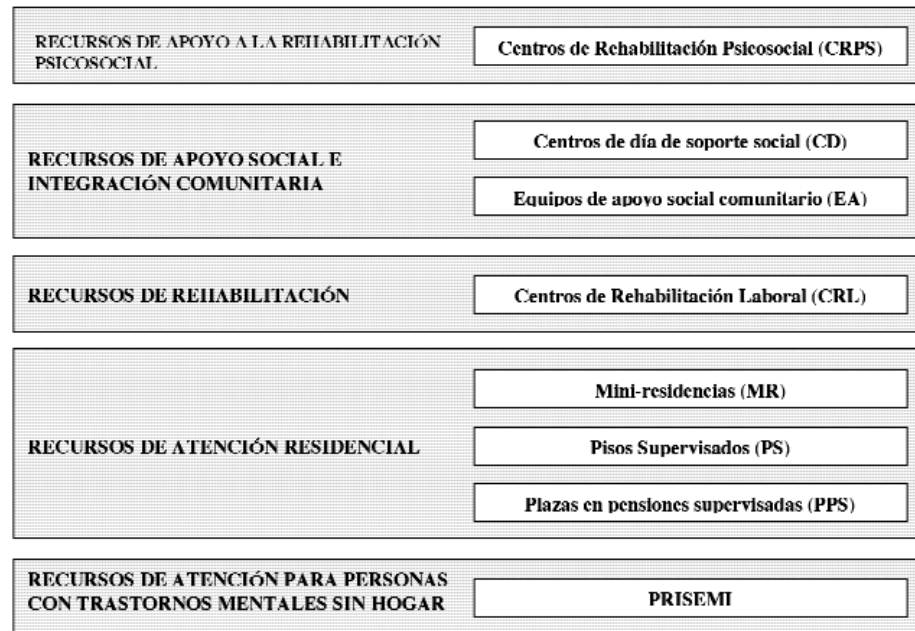 RECURSOS DE APOYO A LA REHABILITACIÓN
PSICOSOCIAL
Centros de Rehabilitación Psicosocial (CRPS)
RECURSOS DE APOYO SOCIAL E
INTEGRACIÓN COMUNITARIA
Centros de día de soporte social (CD)
Equipos de apoyo social comunitario (EA)
RECURSOS DE REHABILITACIÓN
Centros de Rehabilitación Laboral (CRL)
RECURSOS DE ATENCIÓN RESIDENCIAL
Mini-residencias (MR)
Pisos Supervisados (PS)
Plazas en pensiones supervisadas (PPS)
RECURSOS DE ATENCIÓN PARA PERSONAS
CON TRASTORNOS MENTALES SIN HOGAR
PRISEMI